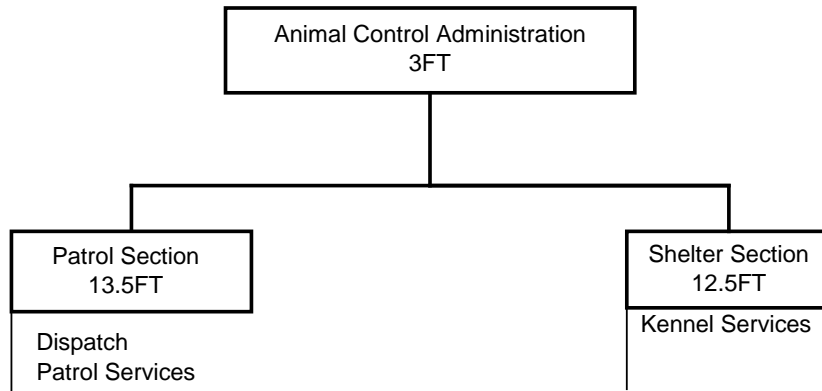 Animal Control Administration
3FT
Patrol Section
13.5FT
Dispatch
Patrol Services
Shelter Section
12.5FT
Kennel Services